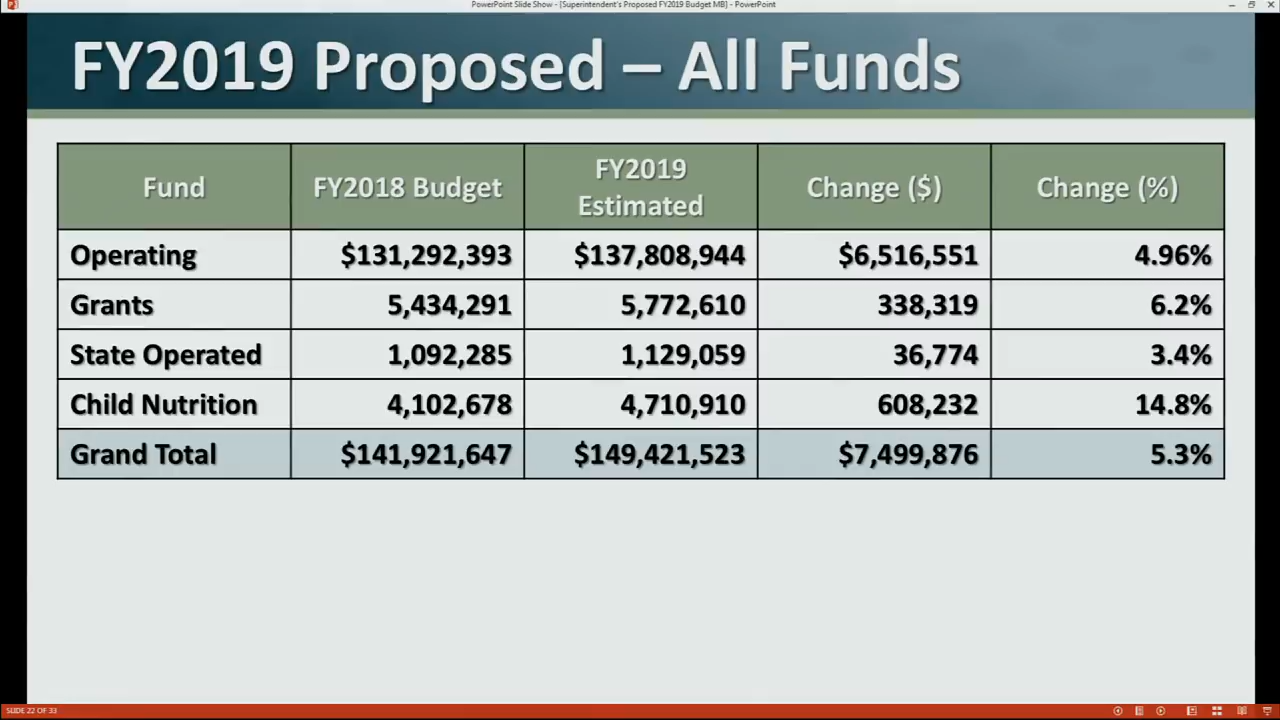 PowerPoint Slide Show - [Superintendent's Proposed FY2019 Budget MB] - PowerPoint
FY2019 Proposed – All Funds
Fund FY2018 Budget FY2019 Estimated Change ($) Change (%)
Operating $131,292,393 $137,808,944 $6,516,551 4.96%
Grants 5,434,291 5,772,610 338,319 6.2%
State Operated 1,092,285 1,129,059 36,774 3.4%
Child Nutrition 4,102,678 4,710,910 608,232 14.8%
Grand Total $141,921,647 $149,421,523 $7,499,876 5.3%
SLIDE 22 OF 33